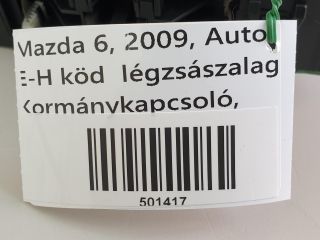 Mazda 6, 2009, Auto
E-H köd légzsászalag
Kormánykapcsoló,
501417